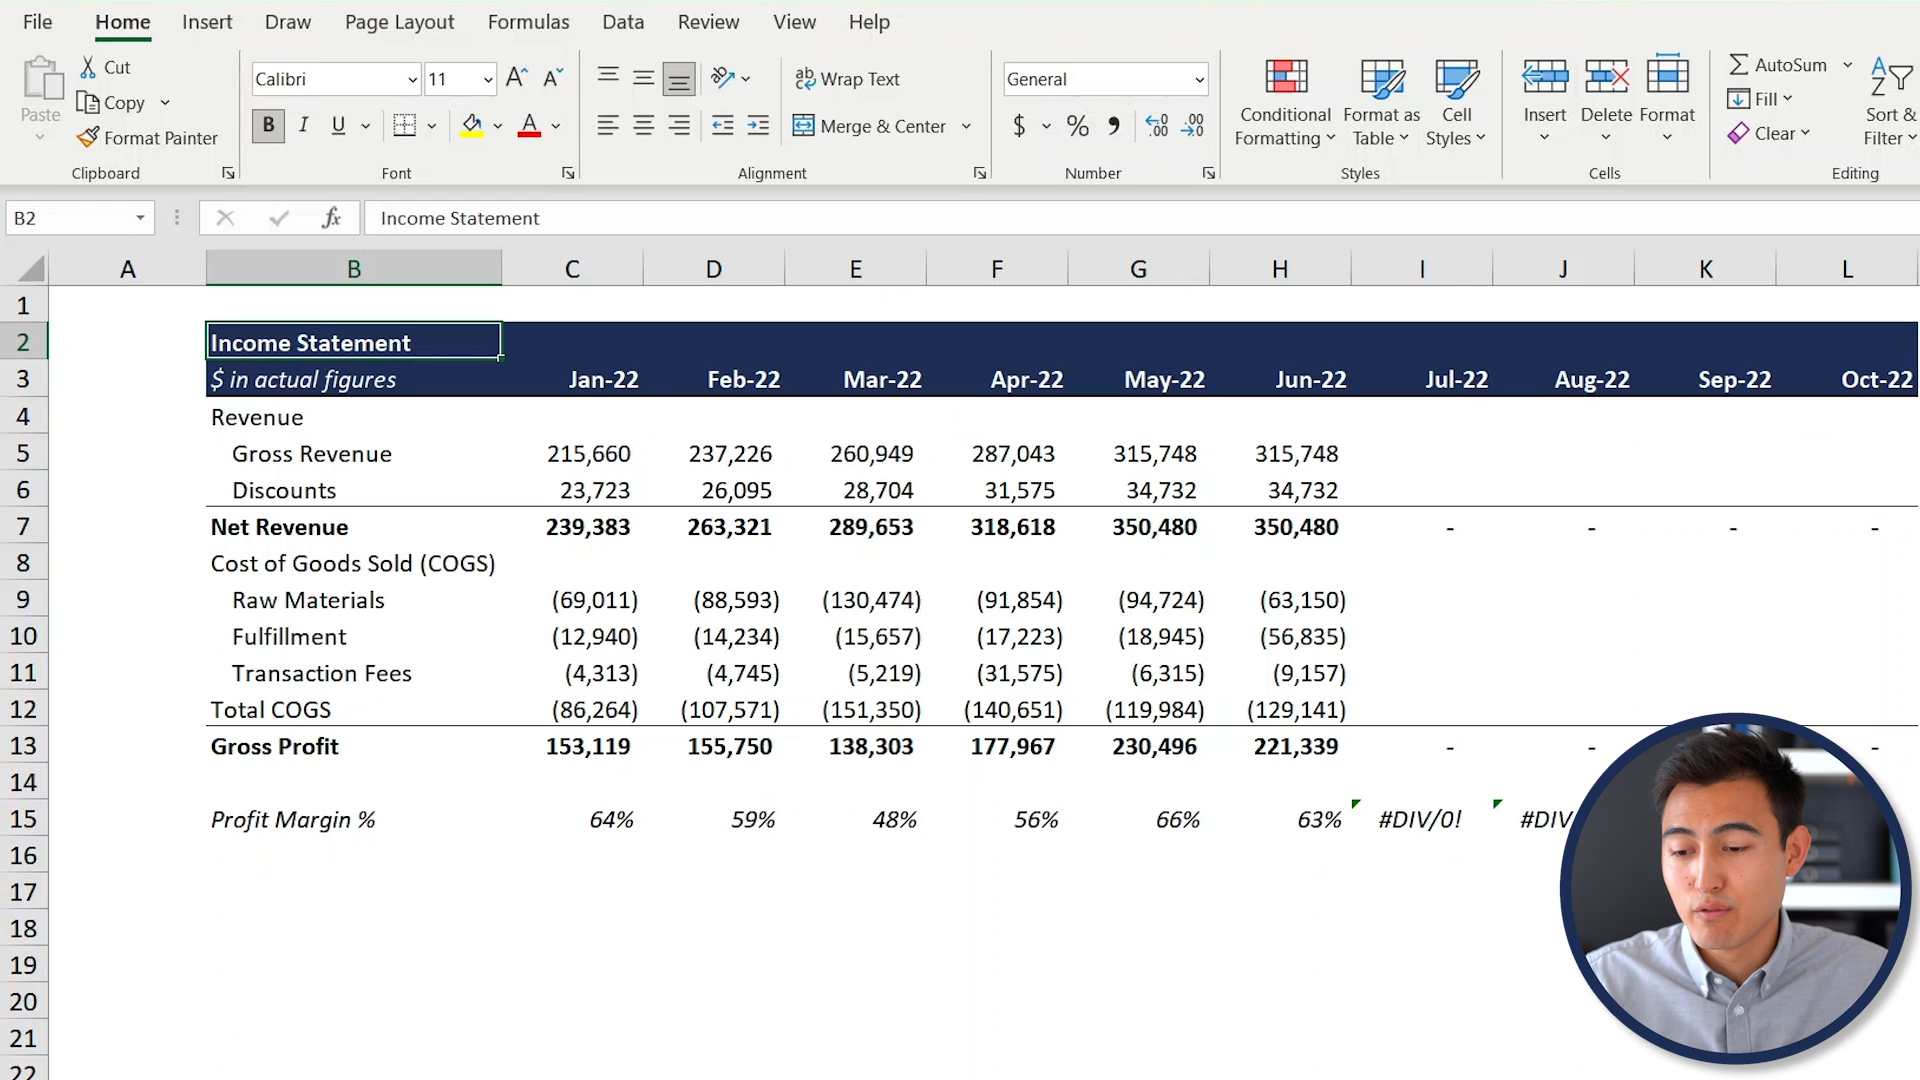 File Home Insert Draw Page Layout Formulas Data Review View Help
Paste Cut Copy Format Painter Clipboard
Calibri 11 A A B I U A Font
ab Wrap Text Merge & Center Alignment
General $ % 9 .00 .00 Number
Conditional Formatting Format as Table Cell Styles Styles
Insert Delete Format Cells
AutoSum Fill Clear Sort & Filter Editing
B2 fx Income Statement
A B C D E F G H I J K L
1
2 Income Statement
3 $ in actual figures Jan-22 Feb-22 Mar-22 Apr-22 May-22 Jun-22 Jul-22 Aug-22 Sep-22 Oct-22
4 Revenue
5 Gross Revenue 215,660 237,226 260,949 287,043 315,748 315,748
6 Discounts 23,723 26,095 28,704 31,575 34,732 34,732
7 Net Revenue 239,383 263,321 289,653 318,618 350,480 350,480 - - - -
8 Cost of Goods Sold (COGS)
9 Raw Materials (69,011) (88,593) (130,474) (91,854) (94,724) (63,150)
10 Fulfillment (12,940) (14,234) (15,657) (17,223) (18,945) (56,835)
11 Transaction Fees (4,313) (4,745) (5,219) (31,575) (6,315) (9,157)
12 Total COGS (86,264) (107,571) (151,350) (140,651) (119,984) (129,141)
13 Gross Profit 153,119 155,750 138,303 177,967 230,496 221,339 - - -
14
15 Profit Margin % 64% 59% 48% 56% 66% 63% #DIV/0! #DIV
16
17
18
19
20
21
22